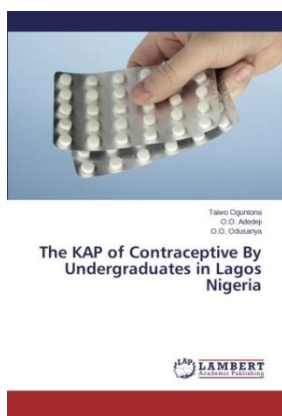 Taiwo Oguntona
O.O. Adedeji
O.O. Odusanya
The KAP of Contraceptive By
Undergraduates in Lagos
Nigeria
LAP LAMBERT
Academic Publishing